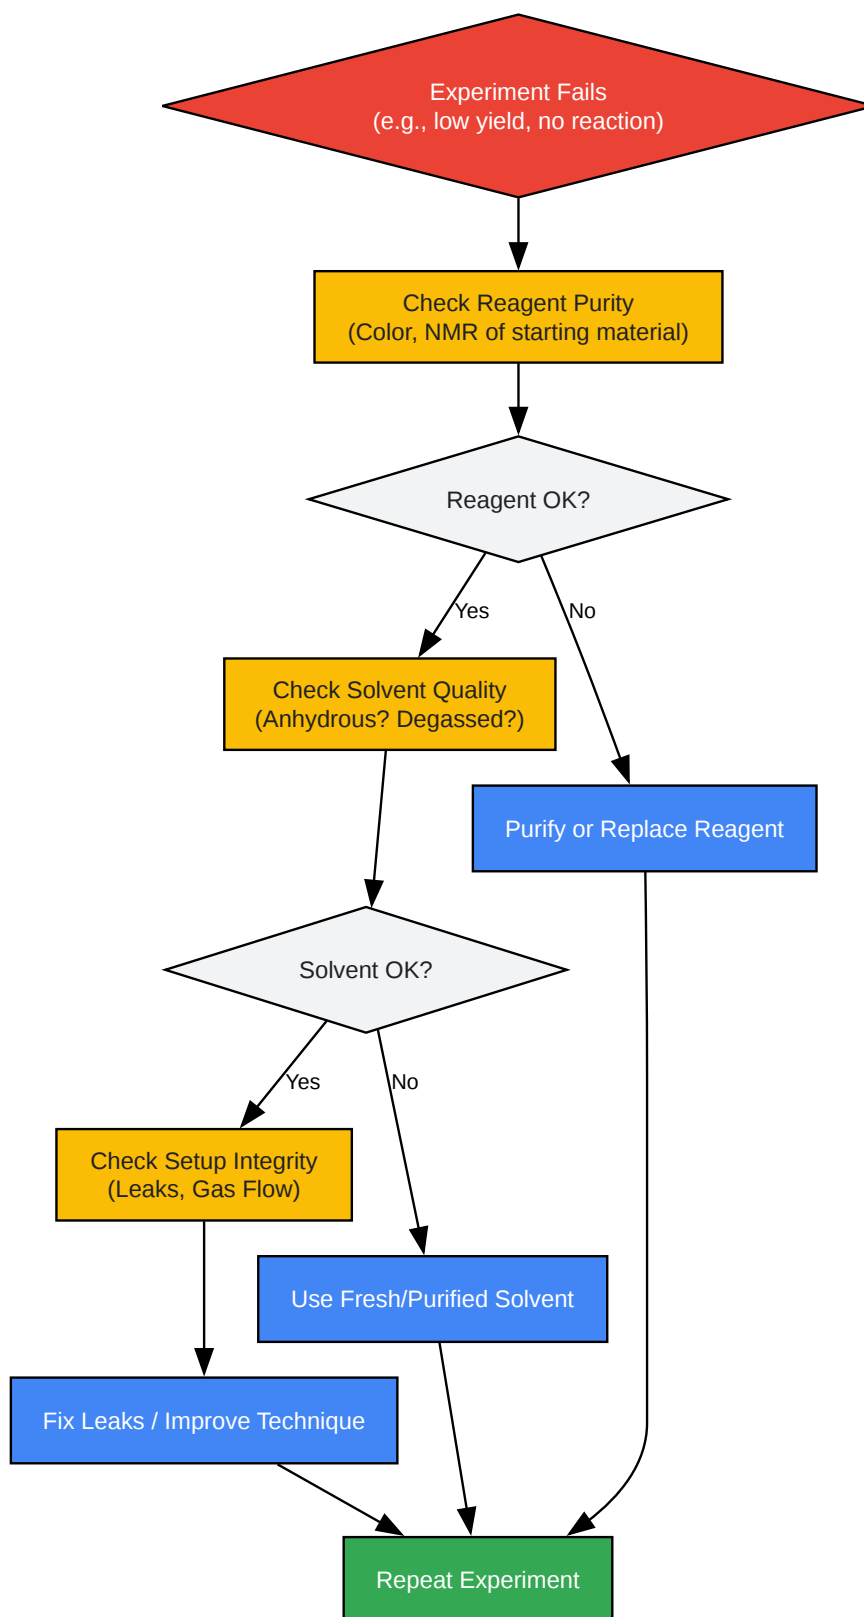 Experiment Fails
(e.g., low yield, no reaction)
Check Reagent Purity
(Color, NMR of starting material)
Reagent OK?
Yes
No
Check Solvent Quality
(Anhydrous? Degassed?)
Purify or Replace Reagent
Solvent OK?
Yes
No
Check Setup Integrity
(Leaks, Gas Flow)
Use Fresh/Purified Solvent
Fix Leaks / Improve Technique
Repeat Experiment